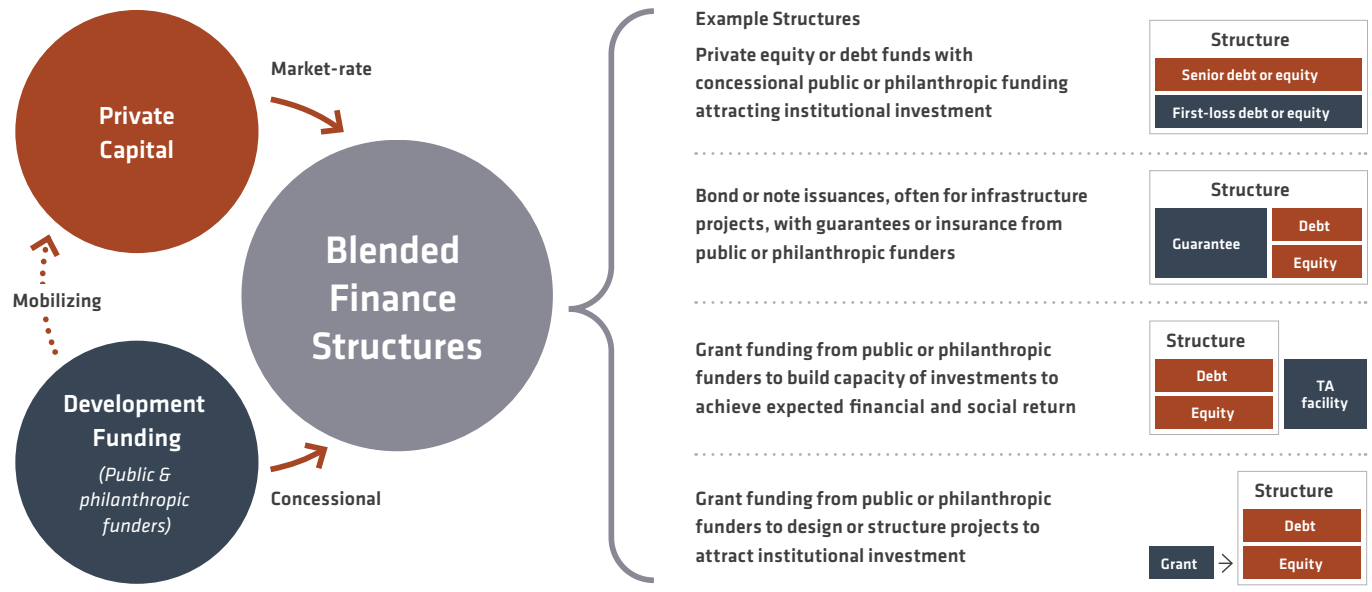 Private
Capital
Market-rate
Mobilizing
Development
Funding
(Public &
philanthropic
funders)
Concessional
Blended
Finance
Structures
Example Structures
Private equity or debt funds with
concessional public or philanthropic funding
attracting institutional investment
Structure
Senior debt or equity
First-loss debt or equity
Bond or note issuances, often for infrastructure
projects, with guarantees or insurance from
public or philanthropic funders
Structure
Guarantee
Debt
Equity
Grant funding from public or philanthropic
funders to build capacity of investments to
achieve expected financial and social return
Structure
Debt
Equity
TA
facility
Grant funding from public or philanthropic
funders to design or structure projects to
attract institutional investment
Structure
Debt
Grant
Equity